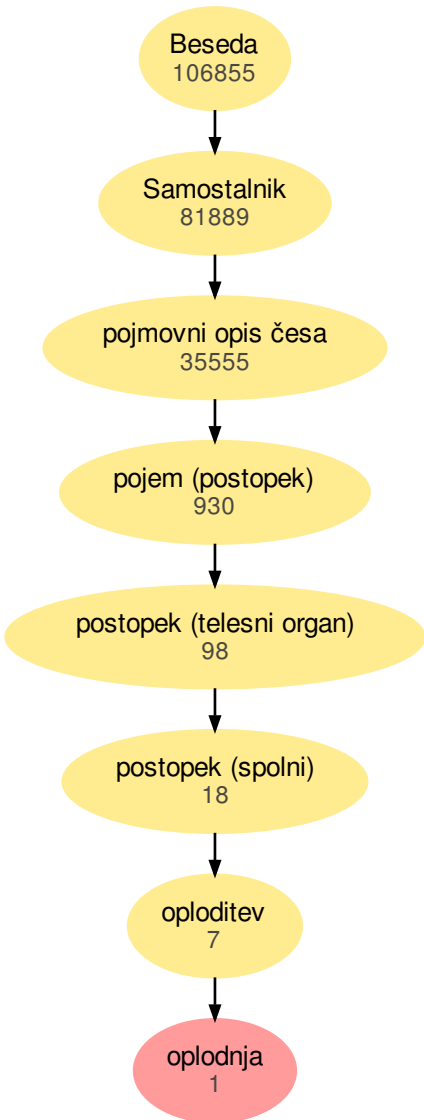 Beseda
106855
Samostalnik
81889
pojmovni opis česa
35555
pojem (postopek)
930
postopek (telesni organ)
98
postopek (spolni)
18
oploditev
7
oplodnja
1